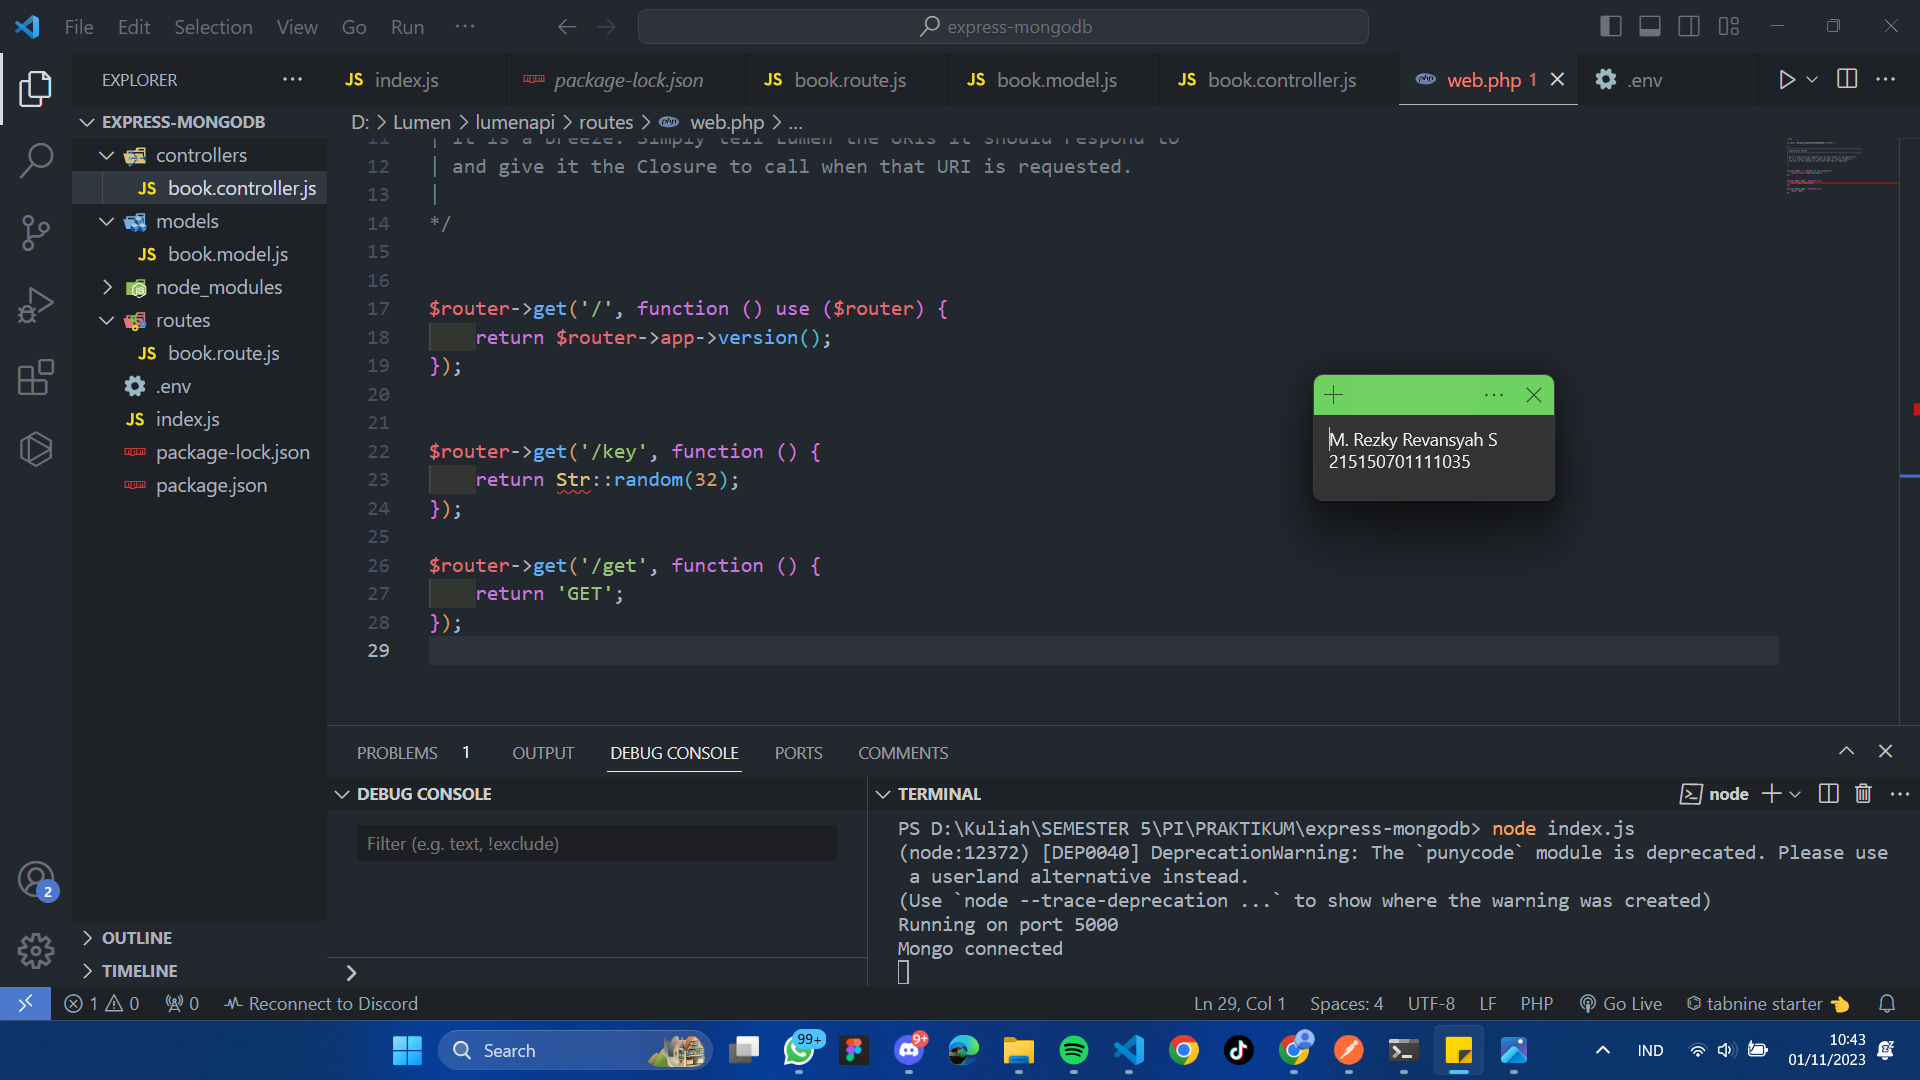 File Edit Selection View Go Run ···
express-mongodb
EXPLORER
JS index.js
package-lock.json
JS book.route.js
JS book.model.js
JS book.controller.js
web.php 1
.env
EXPRESS-MONGODB
D: > Lumen > lumenapi > routes > web.php > ...
controllers
JS book.controller.js
models
JS book.model.js
node_modules
routes
JS book.route.js
.env
JS index.js
package-lock.json
package.json
OUTLINE
TIMELINE
11 | it is a breeze. Simply tell Lumen the URIs it should respond to
12 | and give it the Closure to call when that URI is requested.
13 |
14 */
15
16
17 $router->get('/', function () use ($router) {
18 return $router->app->version();
19 });
20
21
22 $router->get('/key', function () {
23 return Str::random(32);
24 });
25
26 $router->get('/get', function () {
27 return 'GET';
28 });
29
M. Rezky Revansyah S
215150701111035
PROBLEMS 1 OUTPUT DEBUG CONSOLE PORTS COMMENTS
DEBUG CONSOLE
Filter (e.g. text, !exclude)
TERMINAL
node
PS D:\Kuliah\SEMESTER 5\PI\PRAKTIKUM\express-mongodb> node index.js
(node:12372) [DEP0040] DeprecationWarning: The `punycode` module is deprecated. Please use
a userland alternative instead.
(Use `node --trace-deprecation ...` to show where the warning was created)
Running on port 5000
Mongo connected
2
1 0 0 Reconnect to Discord
Ln 29, Col 1 Spaces: 4 UTF-8 LF PHP Go Live tabnine starter
Search
99+
9+
IND
10:43
01/11/2023